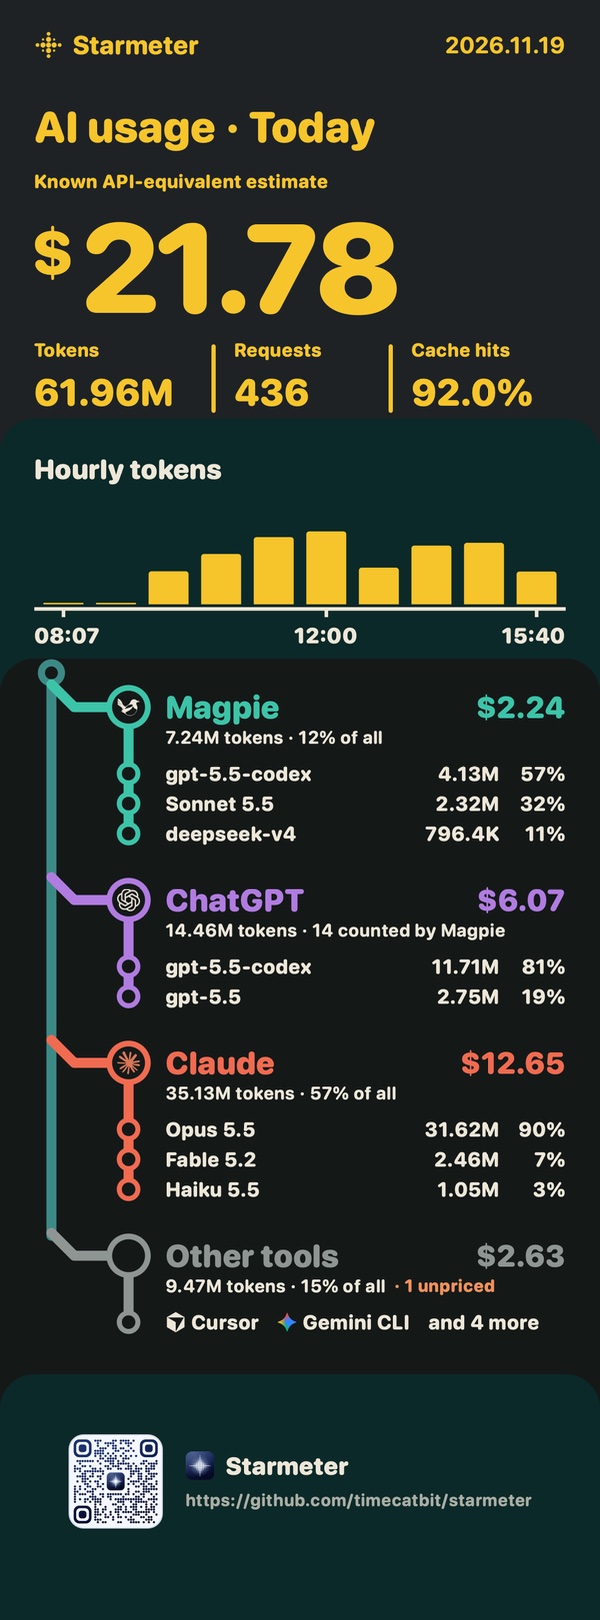 Starmeter 2026.11.19
AI usage · Today
Known API-equivalent estimate
$21.78
Tokens Requests Cache hits
61.96M 436 92.0%
Hourly tokens
08:07 12:00 15:40
Magpie $2.24
7.24M tokens · 12% of all
gpt-5.5-codex 4.13M 57%
Sonnet 5.5 2.32M 32%
deepseek-v4 796.4K 11%
ChatGPT $6.07
14.46M tokens · 14 counted by Magpie
gpt-5.5-codex 11.71M 81%
gpt-5.5 2.75M 19%
Claude $12.65
35.13M tokens · 57% of all
Opus 5.5 31.62M 90%
Fable 5.2 2.46M 7%
Haiku 5.5 1.05M 3%
Other tools $2.63
9.47M tokens · 15% of all · 1 unpriced
Cursor Gemini CLI and 4 more
Starmeter
https://github.com/timecatbit/starmeter